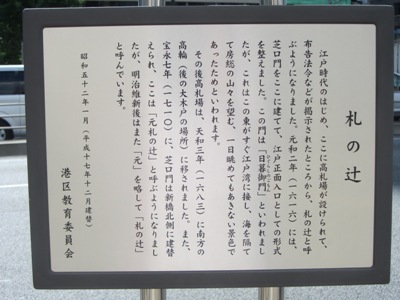 札の辻
江戸時代のはじめ、ここに高札場が設けられて、
布告法令などが掲示されたところから、札の辻と呼
ぶようになりました。元和二年(一六一六)には、
芝口門をここに建てて、江戸正面入口としての形式
を整えました。この門は「日暮御門」といわれまし
たが、これはこの東がすぐ江戸湾に接し、海を隔て
て房総の山々を望む、一日眺めてもあきない景色で
あったためといわれます。
その後高札場は、天和三年(一六八三)に南方の
高輪(後の大木戸の場所)に移されました。また、
宝永七年(一七一〇)に、芝口門は新橋北側に建替
えられ、ここは「元札の辻」と呼ぶようになりまし
たが、明治維新後はまた「元」を略して「札の辻」
と呼んでいます。
昭和五十二年一月(平成十七年十二月建替)
港区教育委員会